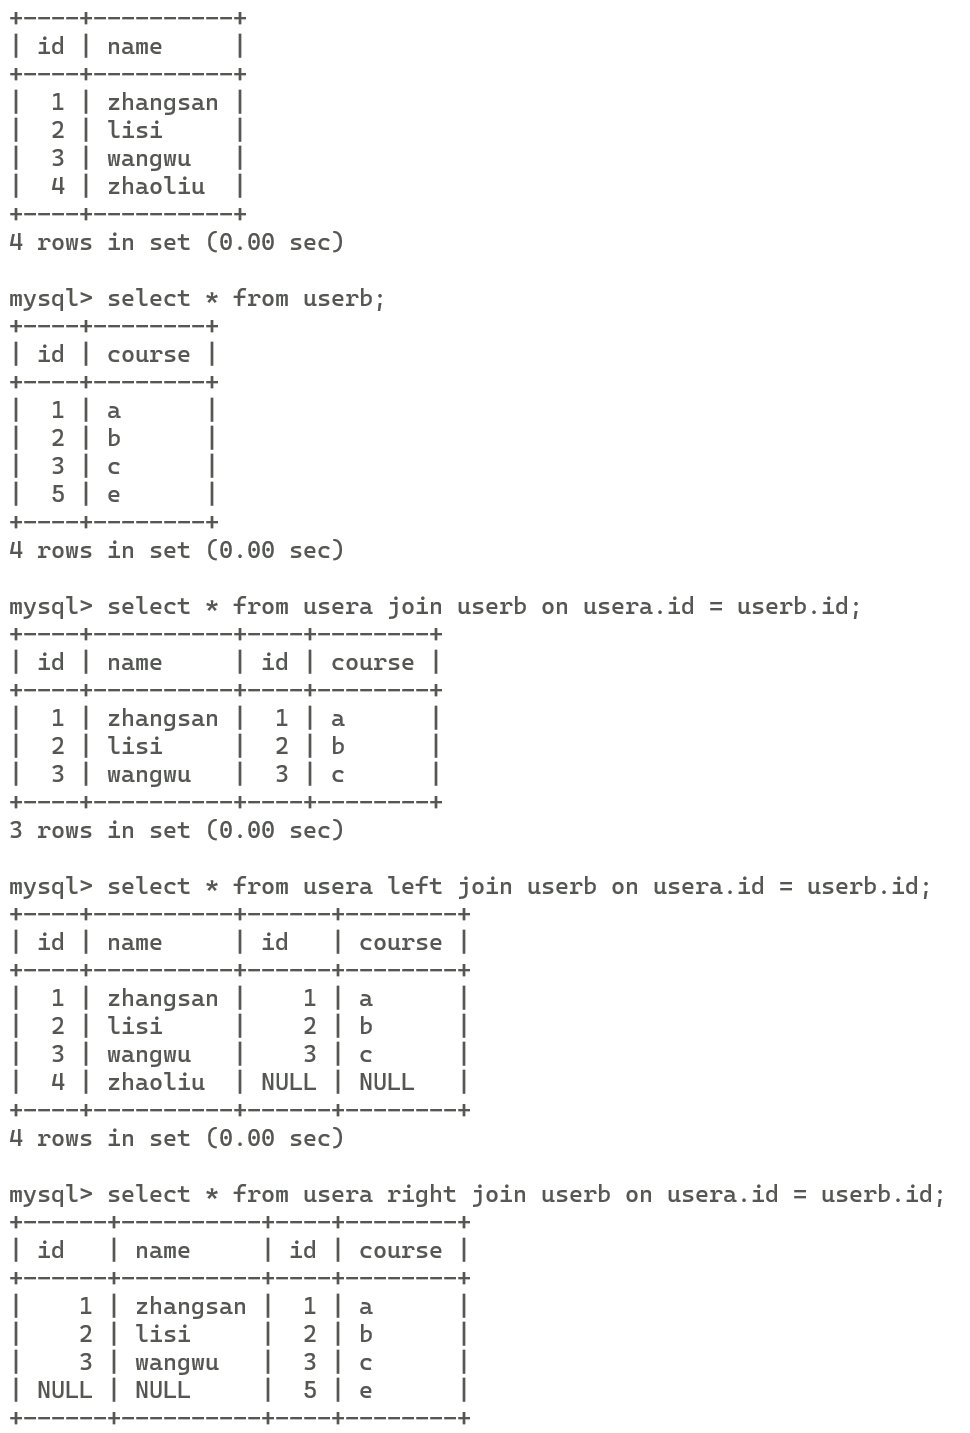 +----+----------+
| id | name     |
+----+----------+
|  1 | zhangsan |
|  2 | lisi     |
|  3 | wangwu   |
|  4 | zhaoliu  |
+----+----------+
4 rows in set (0.00 sec)

mysql> select * from userb;
+----+--------+
| id | course |
+----+--------+
|  1 | a      |
|  2 | b      |
|  3 | c      |
|  5 | e      |
+----+--------+
4 rows in set (0.00 sec)

mysql> select * from usera join userb on usera.id = userb.id;
+----+----------+----+--------+
| id | name     | id | course |
+----+----------+----+--------+
|  1 | zhangsan |  1 | a      |
|  2 | lisi     |  2 | b      |
|  3 | wangwu   |  3 | c      |
+----+----------+----+--------+
3 rows in set (0.00 sec)

mysql> select * from usera left join userb on usera.id = userb.id;
+----+----------+------+--------+
| id | name     | id   | course |
+----+----------+------+--------+
|  1 | zhangsan |    1 | a      |
|  2 | lisi     |    2 | b      |
|  3 | wangwu   |    3 | c      |
|  4 | zhaoliu  | NULL | NULL   |
+----+----------+------+--------+
4 rows in set (0.00 sec)

mysql> select * from usera right join userb on usera.id = userb.id;
+------+----------+----+--------+
| id   | name     | id | course |
+------+----------+----+--------+
|    1 | zhangsan |  1 | a      |
|    2 | lisi     |  2 | b      |
|    3 | wangwu   |  3 | c      |
| NULL | NULL     |  5 | e      |
+------+----------+----+--------+